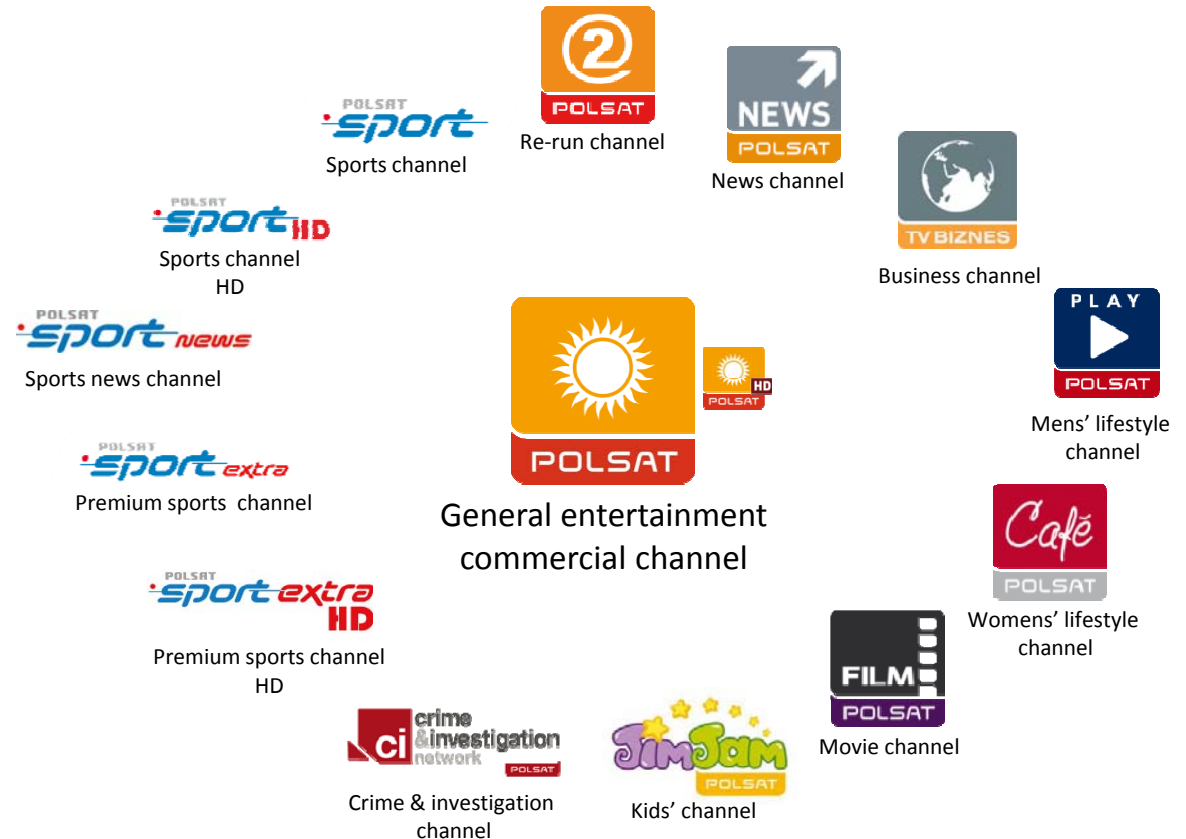 2
POLSAT
Re-run channel
NEWS
POLSAT
News channel
TV BIZNES
Business channel
PLAY
POLSAT
Mens’ lifestyle
channel
Café
POLSAT
Womens’ lifestyle
channel
FILM
POLSAT
Movie channel
JimJam
POLSAT
Kids’ channel
ci
crime
&investigation
network
POLSAT
Crime & investigation
channel
POLSAT
sport extra
HD
Premium sports channel
HD
POLSAT
sport extra
Premium sports channel
POLSAT
sport news
Sports news channel
POLSAT
sport HD
Sports channel
HD
POLSAT
sport
Sports channel
POLSAT
HD
POLSAT
General entertainment
commercial channel